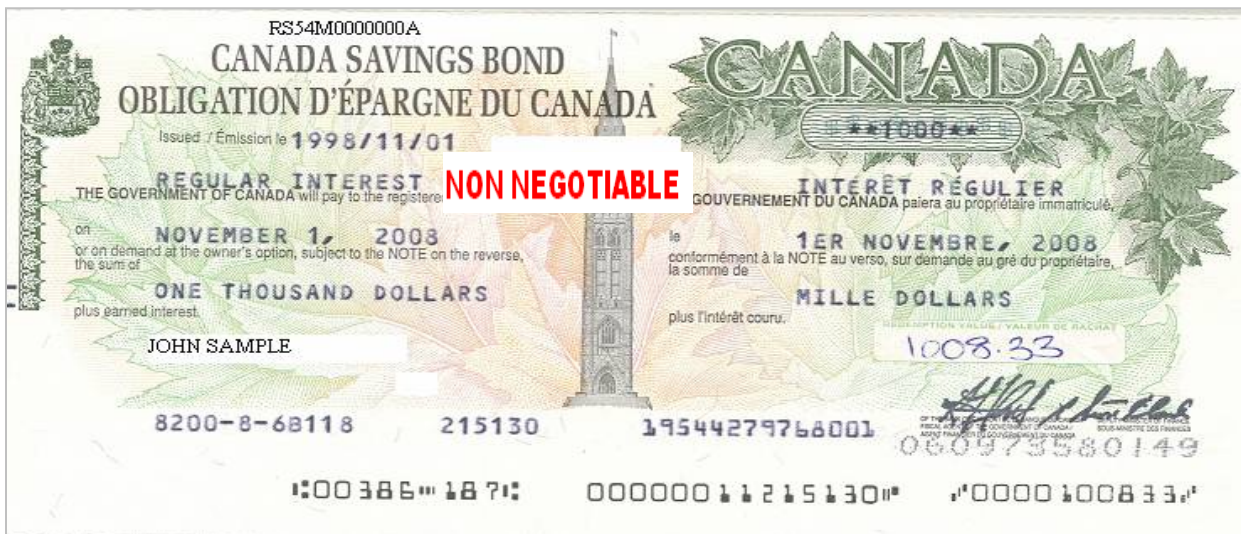 RS54M0000000A
CANADA SAVINGS BOND
OBLIGATION D'ÉPARGNE DU CANADA
Issued / Émission le 1998/11/01
CANADA
**1000**
REGULAR INTEREST
THE GOVERNMENT OF CANADA will pay to the
NON NEGOTIABLE
on NOVEMBER 1, 2008
or on demand at the owner's option, subject to the NOTE on the reverse,
the sum of
ONE THOUSAND DOLLARS
plus earned interest.
INTÉRÊT RÉGULIER
GOUVERNEMENT DU CANADA paiera au propriétaire immatriculé,
le 1ER NOVEMBRE, 2008
conformément à la NOTE au verso, sur demande au gré du propriétaire,
la somme de
MILLE DOLLARS
plus l'intérêt couru.
REDEMPTION VALUE / VALEUR DE RACHAT
1008.33
JOHN SAMPLE
8200-8-68118 215130 19544279768001
SOUS-MINISTRE DES FINANCES
060973580149
⑆00386⑉187⑆ 00000011215130⑈ ⑇0000100833⑇